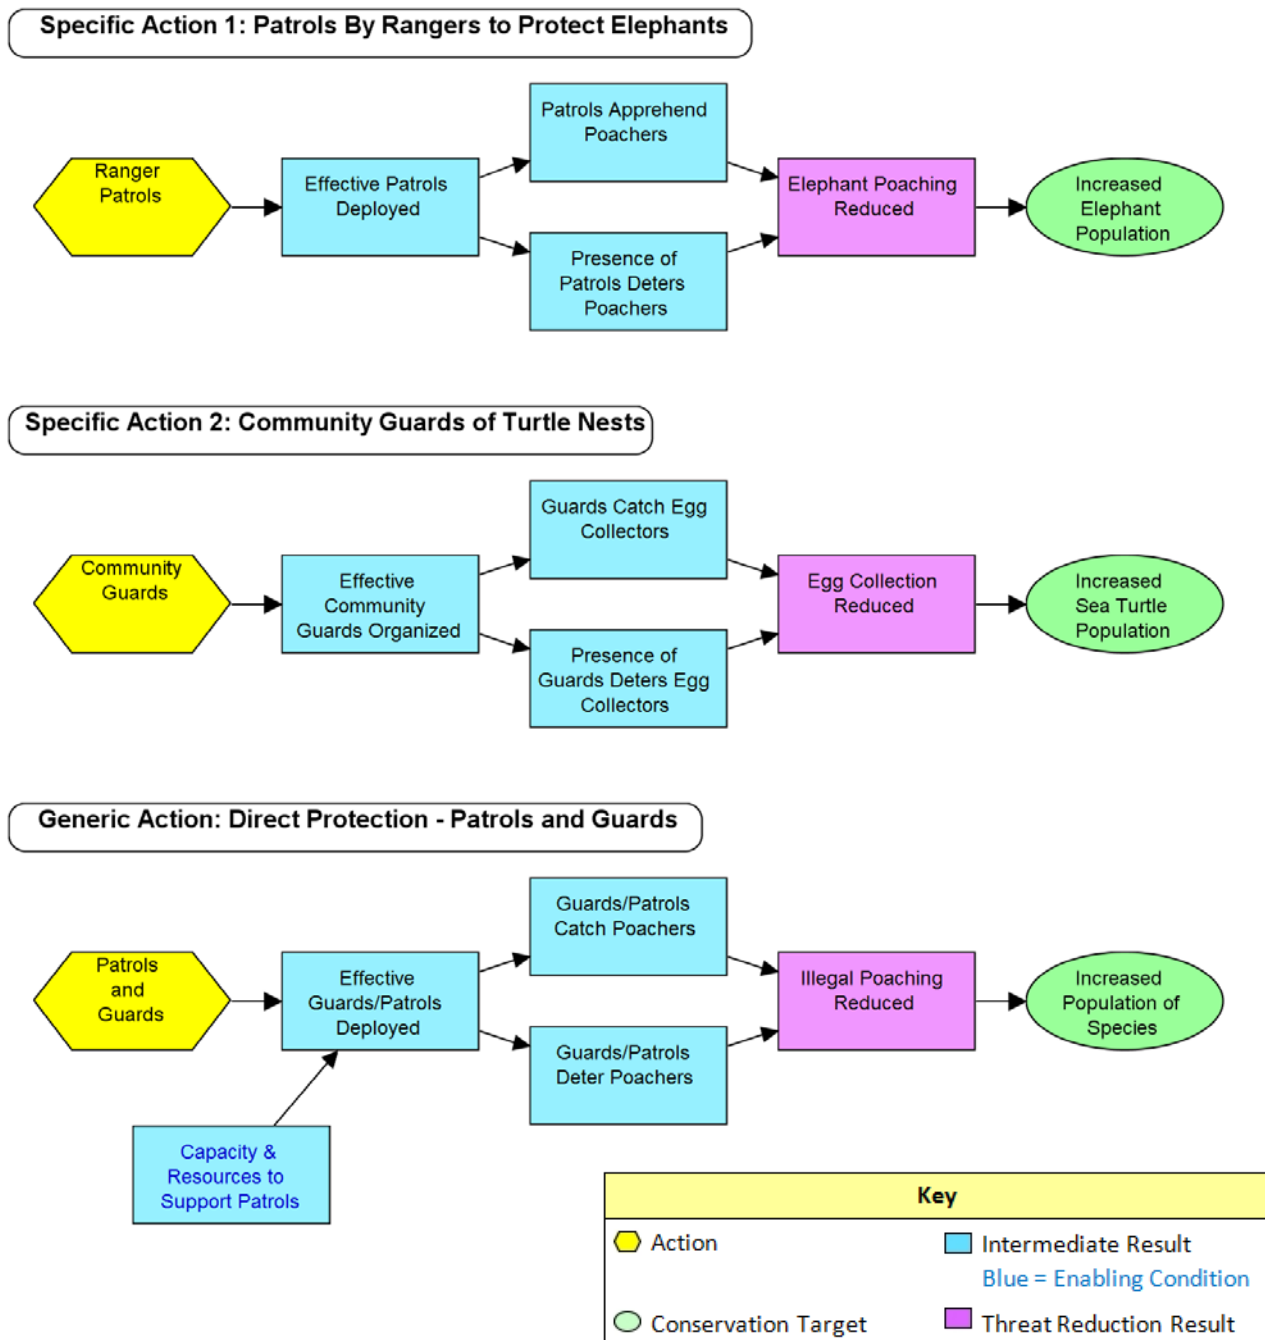 Specific Action 1: Patrols By Rangers to Protect Elephants
Ranger
Patrols
Effective Patrols
Deployed
Patrols Apprehend
Poachers
Presence of
Patrols Deters
Poachers
Elephant Poaching
Reduced
Increased
Elephant
Population
Specific Action 2: Community Guards of Turtle Nests
Community
Guards
Effective
Community
Guards Organized
Guards Catch Egg
Collectors
Presence of
Guards Deters Egg
Collectors
Egg Collection
Reduced
Increased
Sea Turtle
Population
Generic Action: Direct Protection - Patrols and Guards
Patrols
and
Guards
Effective
Guards/Patrols
Deployed
Guards/Patrols
Catch Poachers
Guards/Patrols
Deter Poachers
Illegal Poaching
Reduced
Increased
Population of
Species
Capacity &
Resources to
Support Patrols
Key
Action
Intermediate Result
Blue = Enabling Condition
Conservation Target
Threat Reduction Result